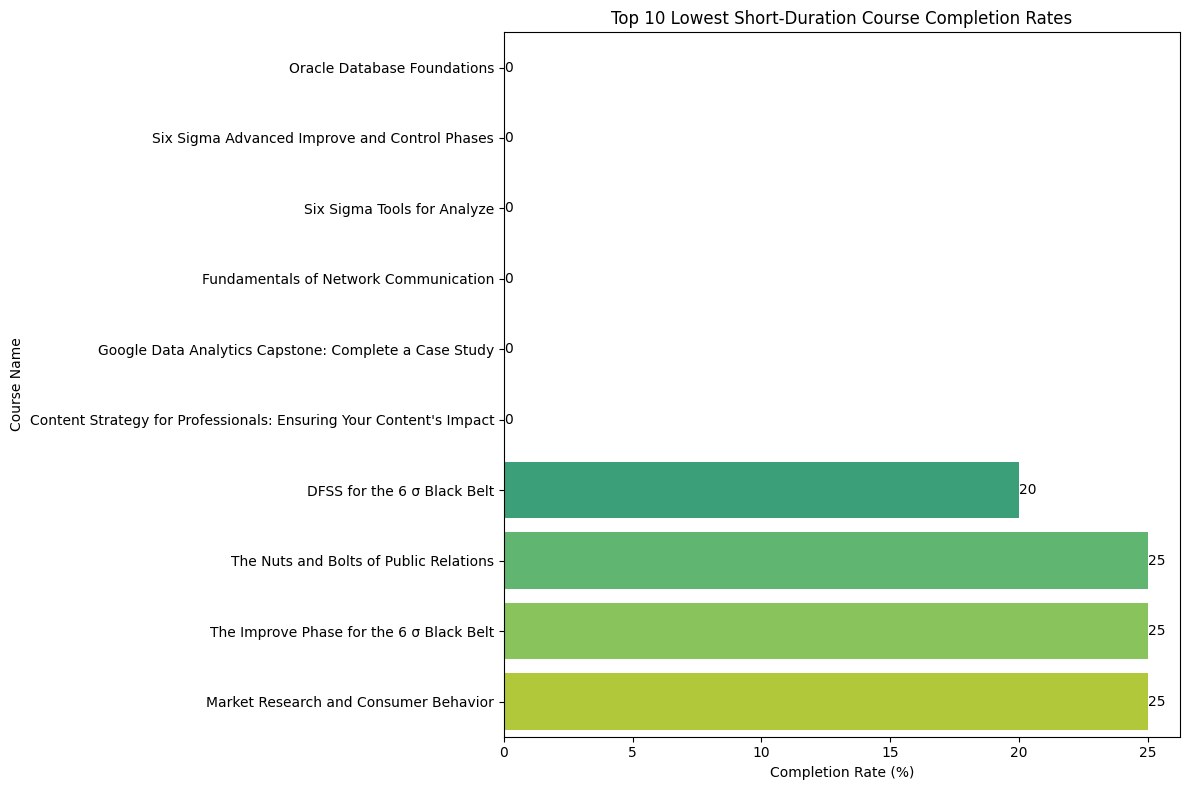 Top 10 Lowest Short-Duration Course Completion Rates
Course Name
Oracle Database Foundations 0
Six Sigma Advanced Improve and Control Phases 0
Six Sigma Tools for Analyze 0
Fundamentals of Network Communication 0
Google Data Analytics Capstone: Complete a Case Study 0
Content Strategy for Professionals: Ensuring Your Content's Impact 0
DFSS for the 6 σ Black Belt 20
The Nuts and Bolts of Public Relations 25
The Improve Phase for the 6 σ Black Belt 25
Market Research and Consumer Behavior 25
0 5 10 15 20 25
Completion Rate (%)